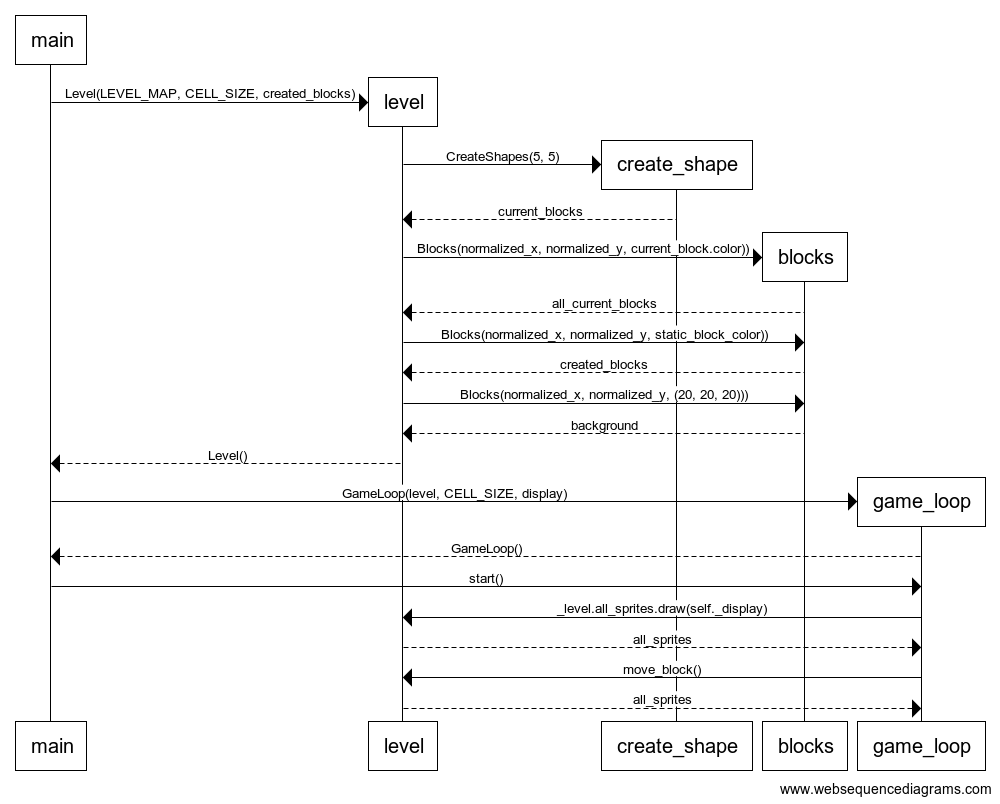 main
Level(LEVEL_MAP, CELL_SIZE, created_blocks)
level
CreateShapes(5, 5)
create_shape
current_blocks
Blocks(normalized_x, normalized_y, current_block.color))
blocks
all_current_blocks
Blocks(normalized_x, normalized_y, static_block_color))
created_blocks
Blocks(normalized_x, normalized_y, (20, 20, 20)))
background
Level()
GameLoop(level, CELL_SIZE, display)
game_loop
GameLoop()
start()
_level.all_sprites.draw(self._display)
all_sprites
move_block()
all_sprites
main level create_shape blocks game_loop
www.websequencediagrams.com